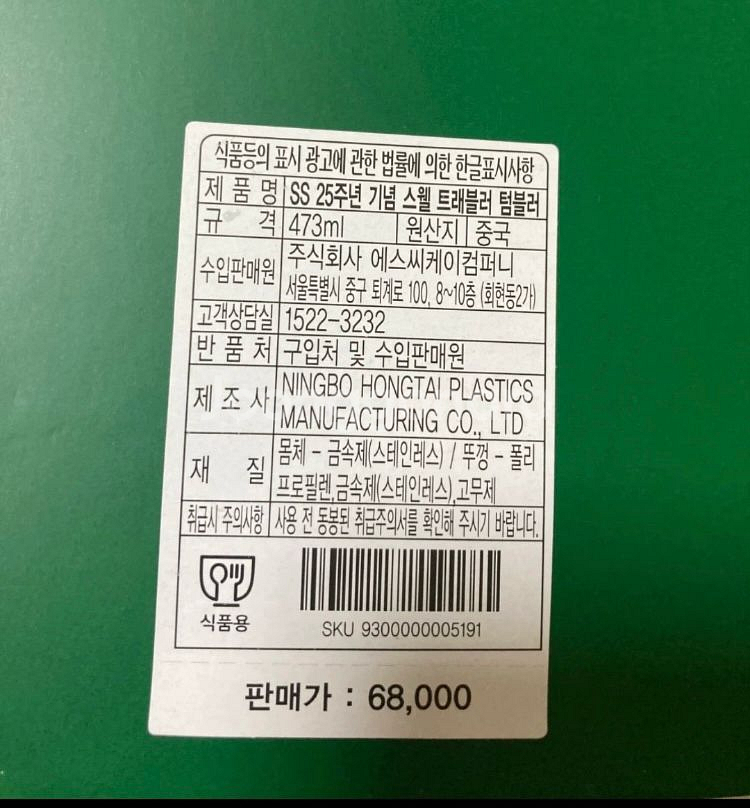 식품등의 표시 광고에 관한 법률에 의한 한글표시사항
제 품 명 SS 25주년 기념 스웰 트래블러 텀블러
규 격 473ml 원산지 중국
수입판매원 주식회사 에스씨케이컴퍼니
서울특별시 중구 퇴계로 100, 8~10층 (회현동2가)
고객상담실 1522-3232
반 품 처 구입처 및 수입판매원
제 조 사 NINGBO HONGTAI PLASTICS
MANUFACTURING CO., LTD
재 질 몸체 - 금속제(스테인레스) / 뚜껑 - 폴리
프로필렌,금속제(스테인레스),고무제
취급시 주의사항 사용 전 동봉된 취급주의서를 확인해 주시기 바랍니다.
식품용
SKU 9300000005191
판매가 : 68,000